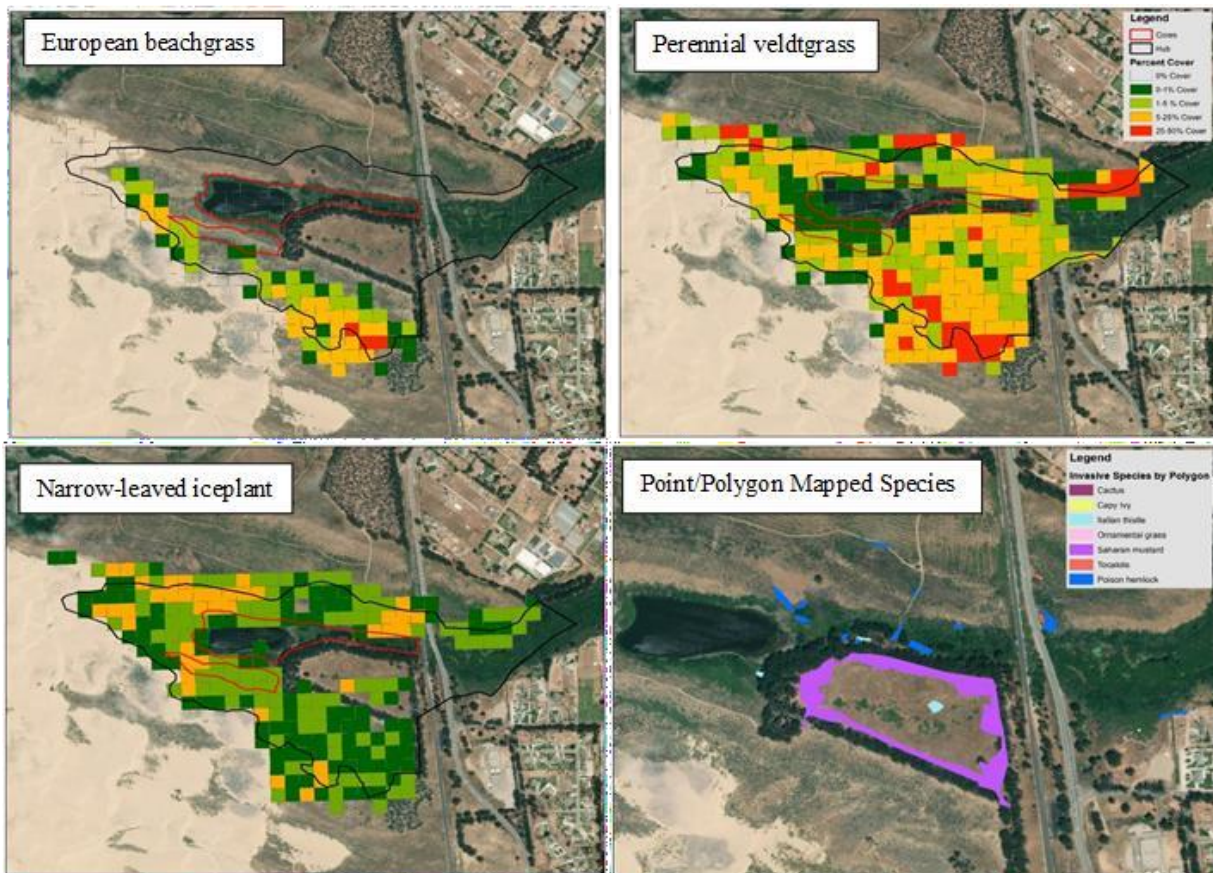 European beachgrass
Perennial veldtgrass
Legend
Cores
Hub
Percent Cover
0% Cover
0-1% Cover
1-5 % Cover
5-25% Cover
25-50% Cover
Narrow-leaved iceplant
Point/Polygon Mapped Species
Legend
Invasive Species by Polygon
Cactus
Capy ivy
Italian thistle
Ornamental grass
Saharan mustard
Tocalote
Poison hemlock